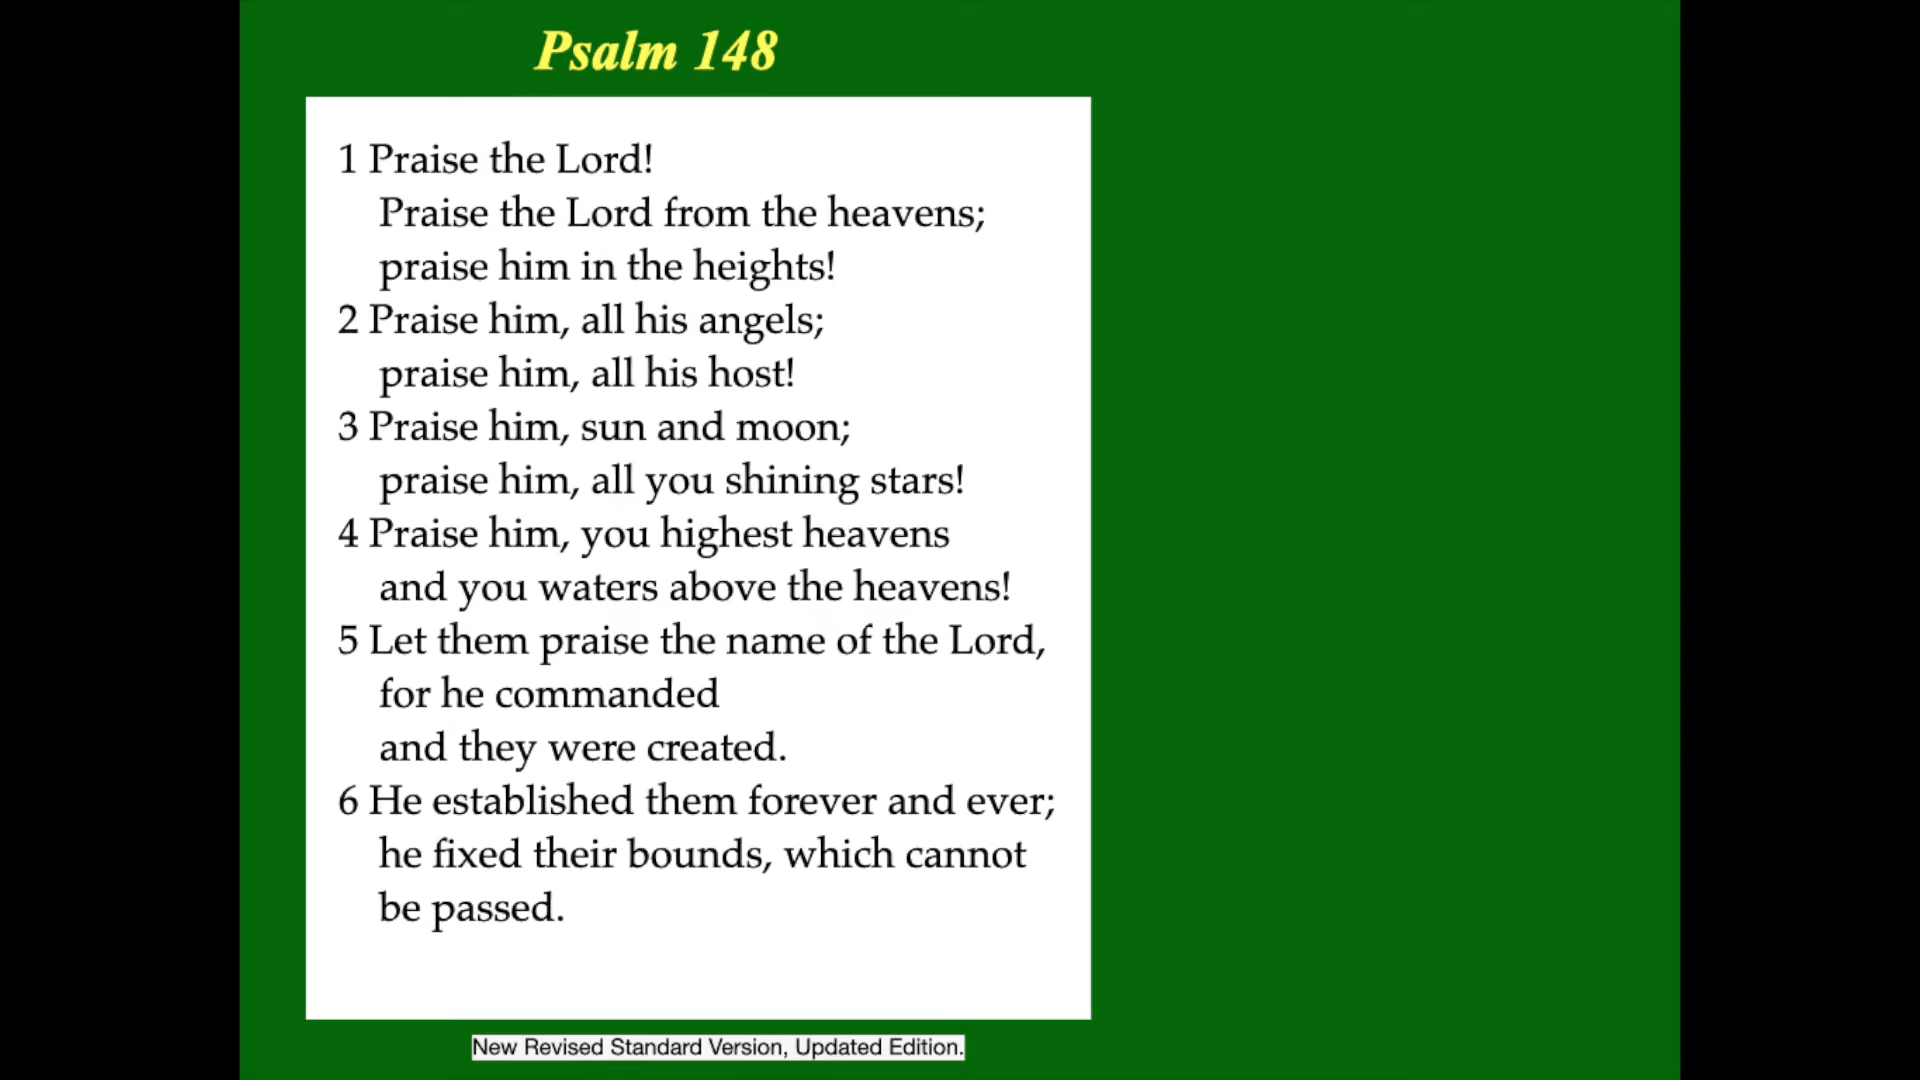 Psalm 148
1 Praise the Lord!
Praise the Lord from the heavens;
praise him in the heights!
2 Praise him, all his angels;
praise him, all his host!
3 Praise him, sun and moon;
praise him, all you shining stars!
4 Praise him, you highest heavens
and you waters above the heavens!
5 Let them praise the name of the Lord,
for he commanded
and they were created.
6 He established them forever and ever;
he fixed their bounds, which cannot
be passed.
New Revised Standard Version, Updated Edition.